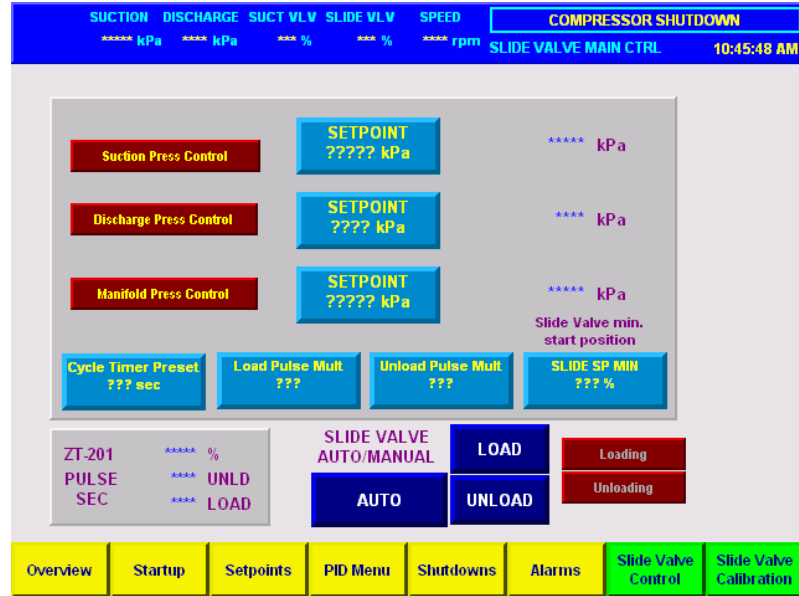 SUCTION DISCHARGE SUCT VLV SLIDE VLV SPEED COMPRESSOR SHUTDOWN
***** kPa **** kPa *** % *** % **** rpm SLIDE VALVE MAIN CTRL 10:45:48 AM
Suction Press Control
SETPOINT
????? kPa
***** kPa
Discharge Press Control
SETPOINT
???? kPa
**** kPa
Manifold Press Control
SETPOINT
????? kPa
***** kPa
Slide Valve min.
start position
Cycle Timer Preset
??? sec
Load Pulse Mult
???
Unload Pulse Mult
???
SLIDE SP MIN
??? %
ZT-201 ***** %
PULSE **** UNLD
SEC **** LOAD
SLIDE VALVE
AUTO/MANUAL
AUTO
LOAD
UNLOAD
Loading
Unloading
Overview
Startup
Setpoints
PID Menu
Shutdowns
Alarms
Slide Valve
Control
Slide Valve
Calibration